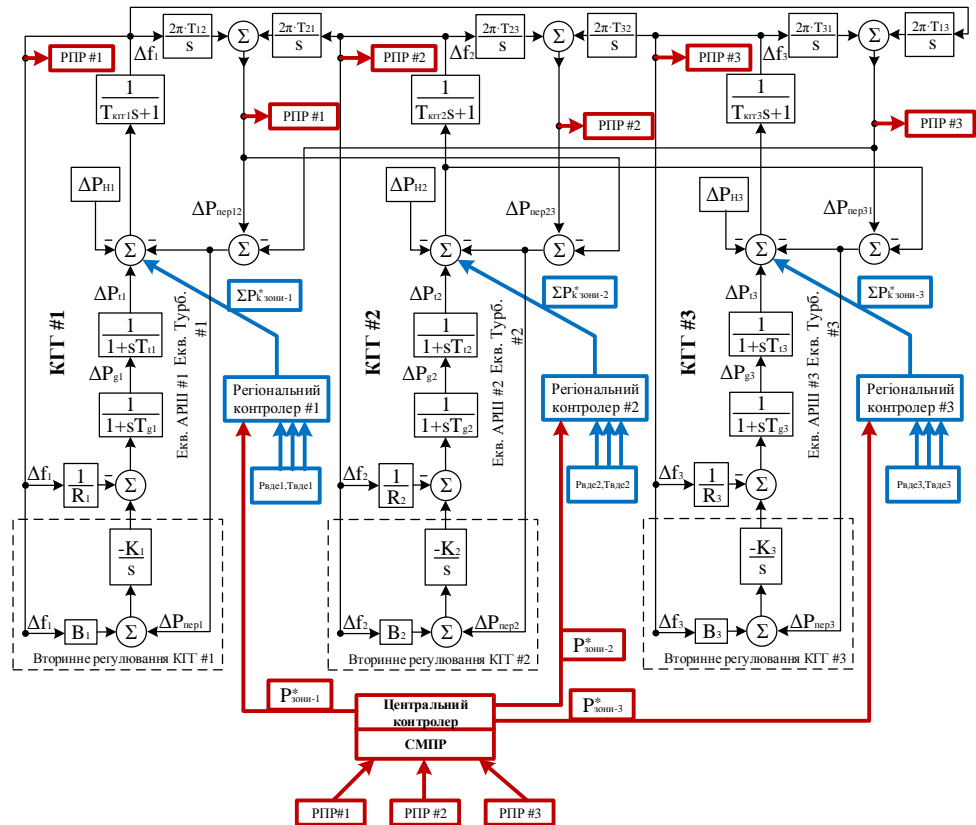 2π·T₁₂
s
Σ
2π·T₂₁
s
2π·T₂₃
s
Σ
2π·T₃₂
s
2π·T₃₁
s
Σ
2π·T₁₃
s
РПР #1
Δf₁
РПР #2
Δf₂
РПР #3
Δf₃
1
Tкгг1s+1
РПР #1
1
Tкгг2s+1
РПР #2
1
Tкгг3s+1
РПР #3
ΔPН1
ΔPпер12
ΔPН2
ΔPпер23
ΔPН3
ΔPпер31
–
Σ
–
Σ
–
–
Σ
–
Σ
–
–
Σ
–
Σ
–
КГГ #1
ΔPt1
ΣPk* зони-1
КГГ #2
ΔPt2
ΣPk* зони-2
КГГ #3
ΔPt3
ΣPk* зони-3
1
1+sTt1
Екв. Турб. #1
1
1+sTt2
Екв. Турб. #2
1
1+sTt3
Екв. Турб. #3
ΔPg1
Регіональний
контролер #1
ΔPg2
Регіональний
контролер #2
ΔPg3
Регіональний
контролер #3
1
1+sTg1
Екв. АРШ #1
1
1+sTg2
Екв. АРШ #2
1
1+sTg3
Екв. АРШ #3
Pвде1,Tвде1
Pвде2,Tвде2
Pвде3,Tвде3
Δf₁
1
R₁
–
Σ
Δf₂
1
R₂
–
Σ
Δf₃
1
R₃
–
Σ
-K₁
s
-K₂
s
-K₃
s
Δf₁
B₁
Σ
ΔPпер1
Δf₂
B₂
Σ
ΔPпер2
Δf₃
B₃
Σ
ΔPпер3
Вторинне регулювання КГГ #1
Вторинне регулювання КГГ #2
Вторинне регулювання КГГ #3
P*зони-1
P*зони-2
P*зони-3
Центральний
контролер
СМПР
РПР#1
РПР #2
РПР #3